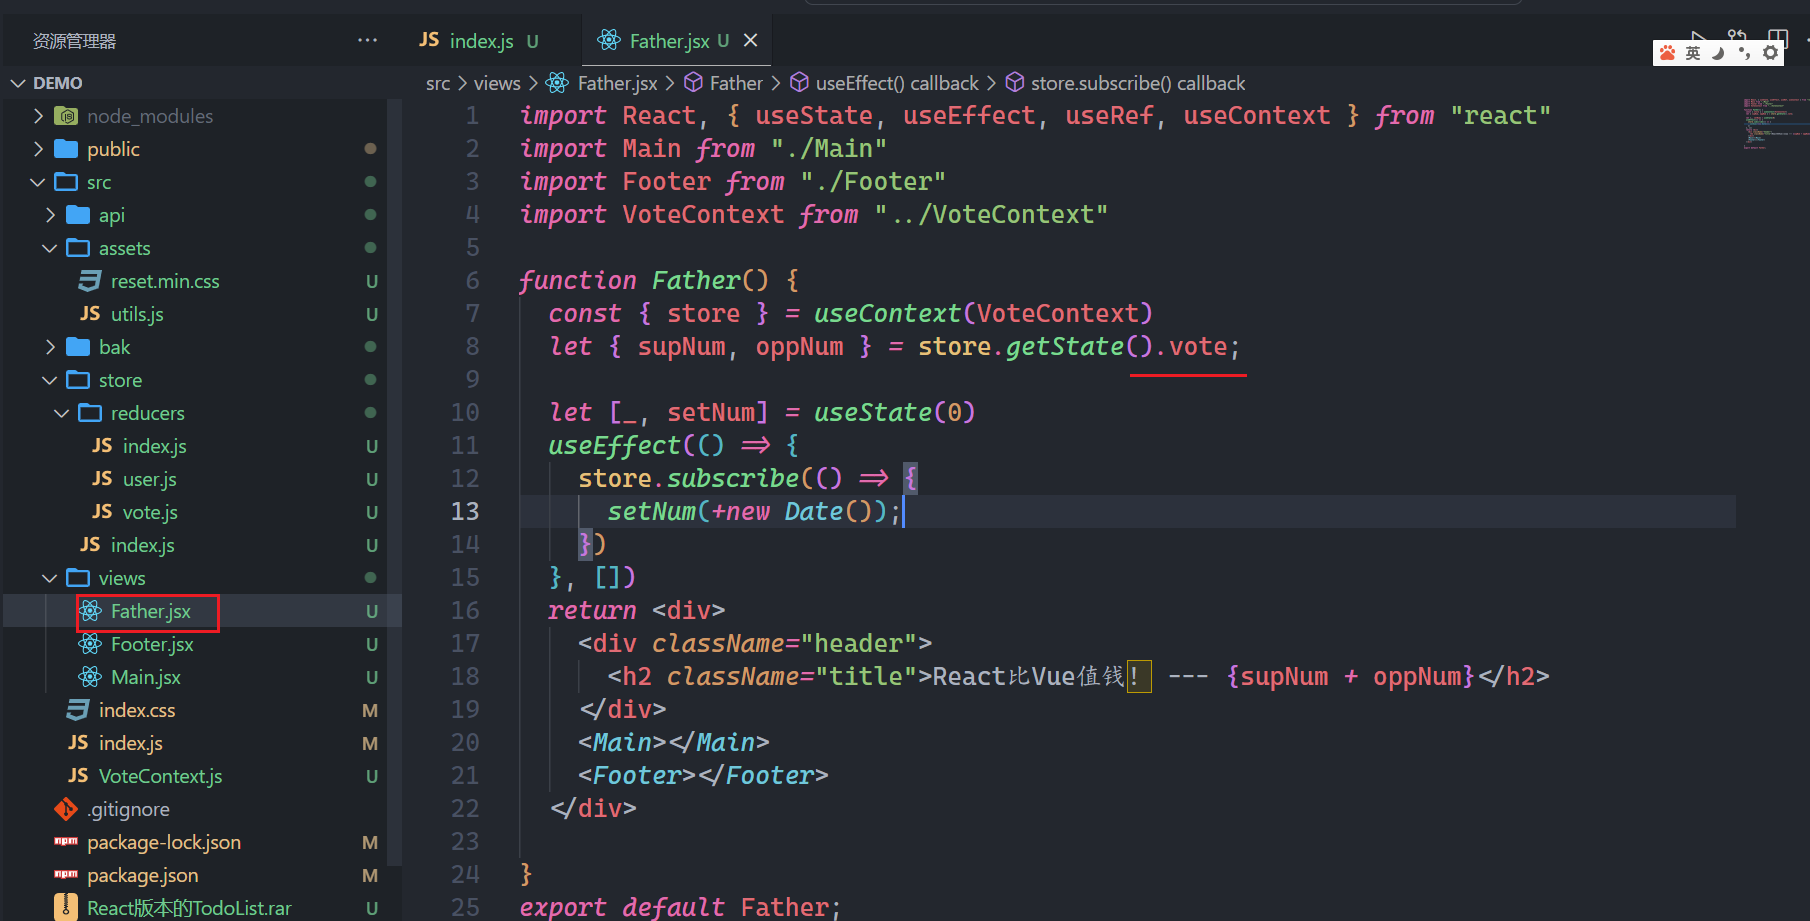 资源管理器
DEMO
node_modules
public
src
api
assets
reset.min.css U
utils.js U
bak
store
reducers
index.js U
user.js U
vote.js U
index.js U
views
Father.jsx U
Footer.jsx U
Main.jsx U
index.css M
index.js M
VoteContext.js U
.gitignore
package-lock.json M
package.json M
React版本的TodoList.rar U
JS index.js U
Father.jsx U
英
src > views > Father.jsx > Father > useEffect() callback > store.subscribe() callback
1 import React, { useState, useEffect, useRef, useContext } from "react"
2 import Main from "./Main"
3 import Footer from "./Footer"
4 import VoteContext from "../VoteContext"
5
6 function Father() {
7 const { store } = useContext(VoteContext)
8 let { supNum, oppNum } = store.getState().vote;
9
10 let [_, setNum] = useState(0)
11 useEffect(() => {
12 store.subscribe(() => {
13 setNum(+new Date());
14 })
15 }, [])
16 return <div>
17 <div className="header">
18 <h2 className="title">React比Vue值钱！ --- {supNum + oppNum}</h2>
19 </div>
20 <Main></Main>
21 <Footer></Footer>
22 </div>
23
24 }
25 export default Father;